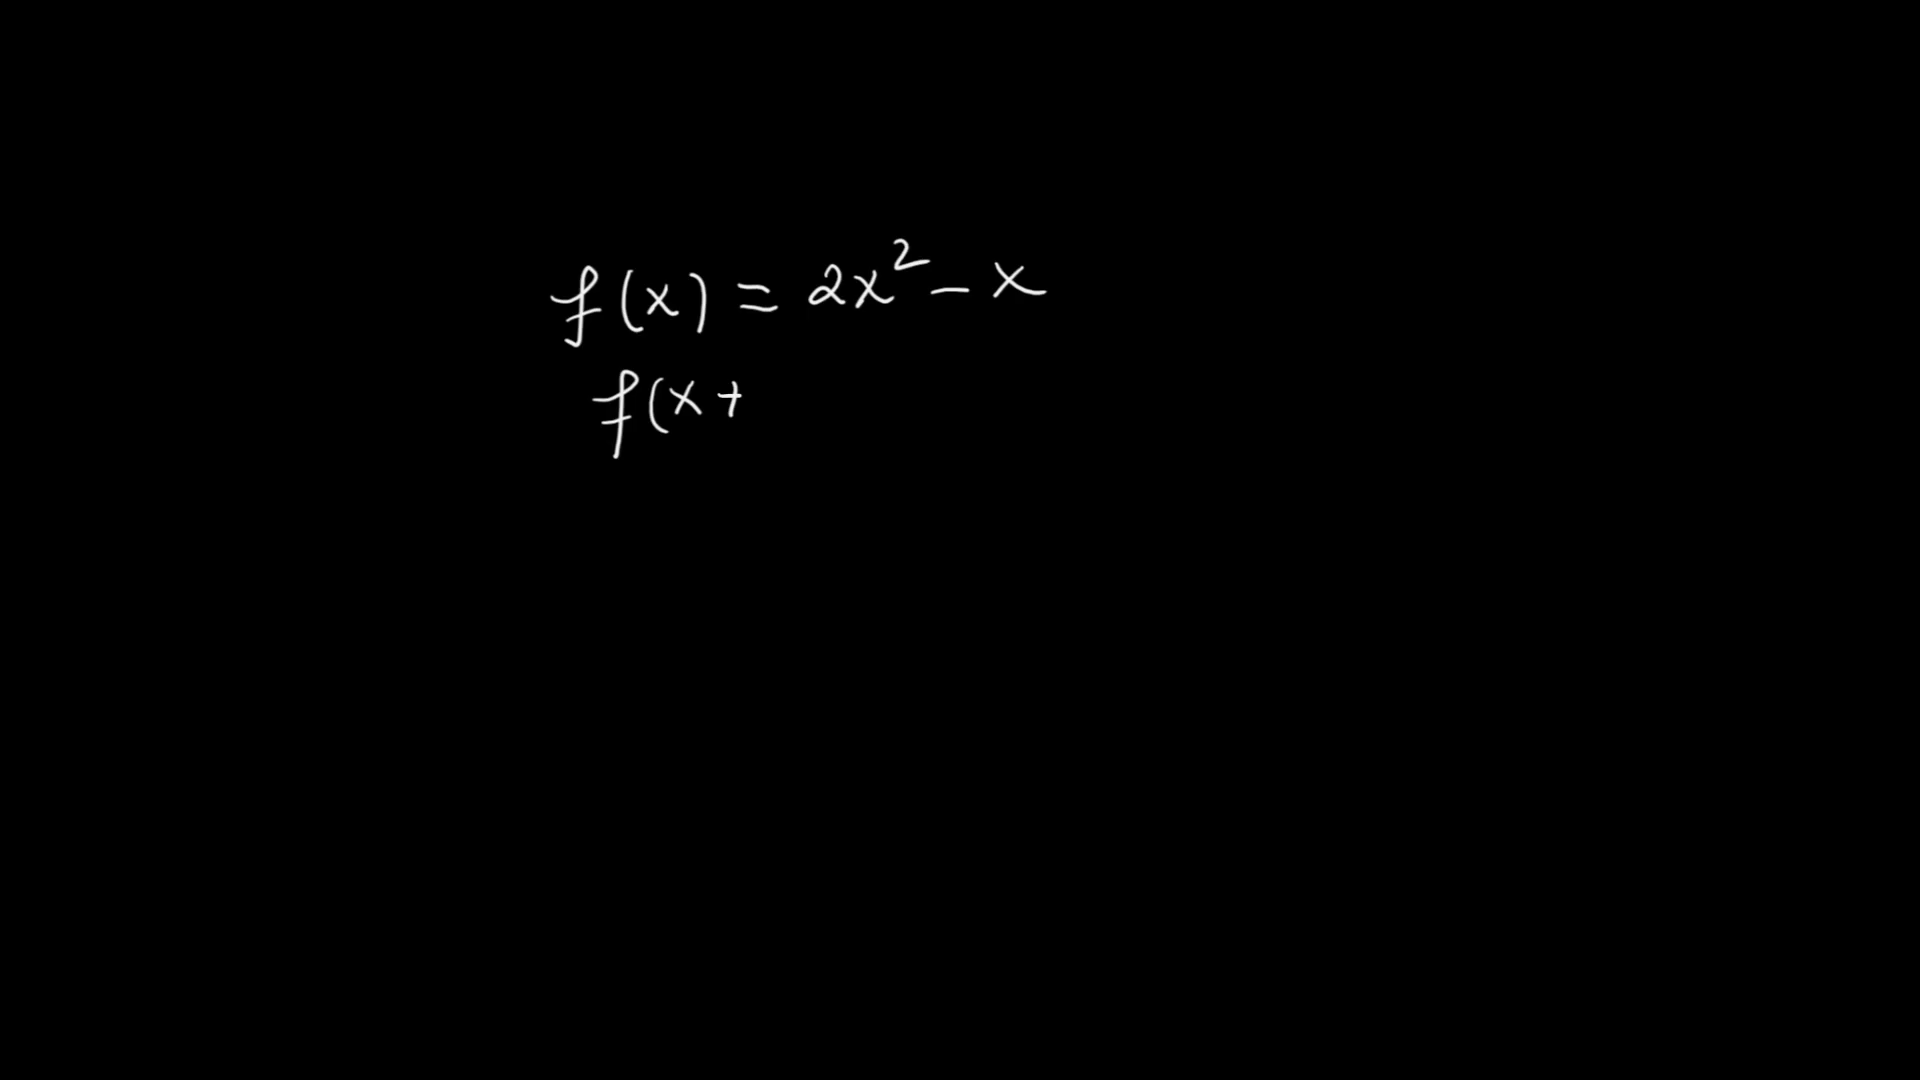 f(x) = 2x² - x
f(x +